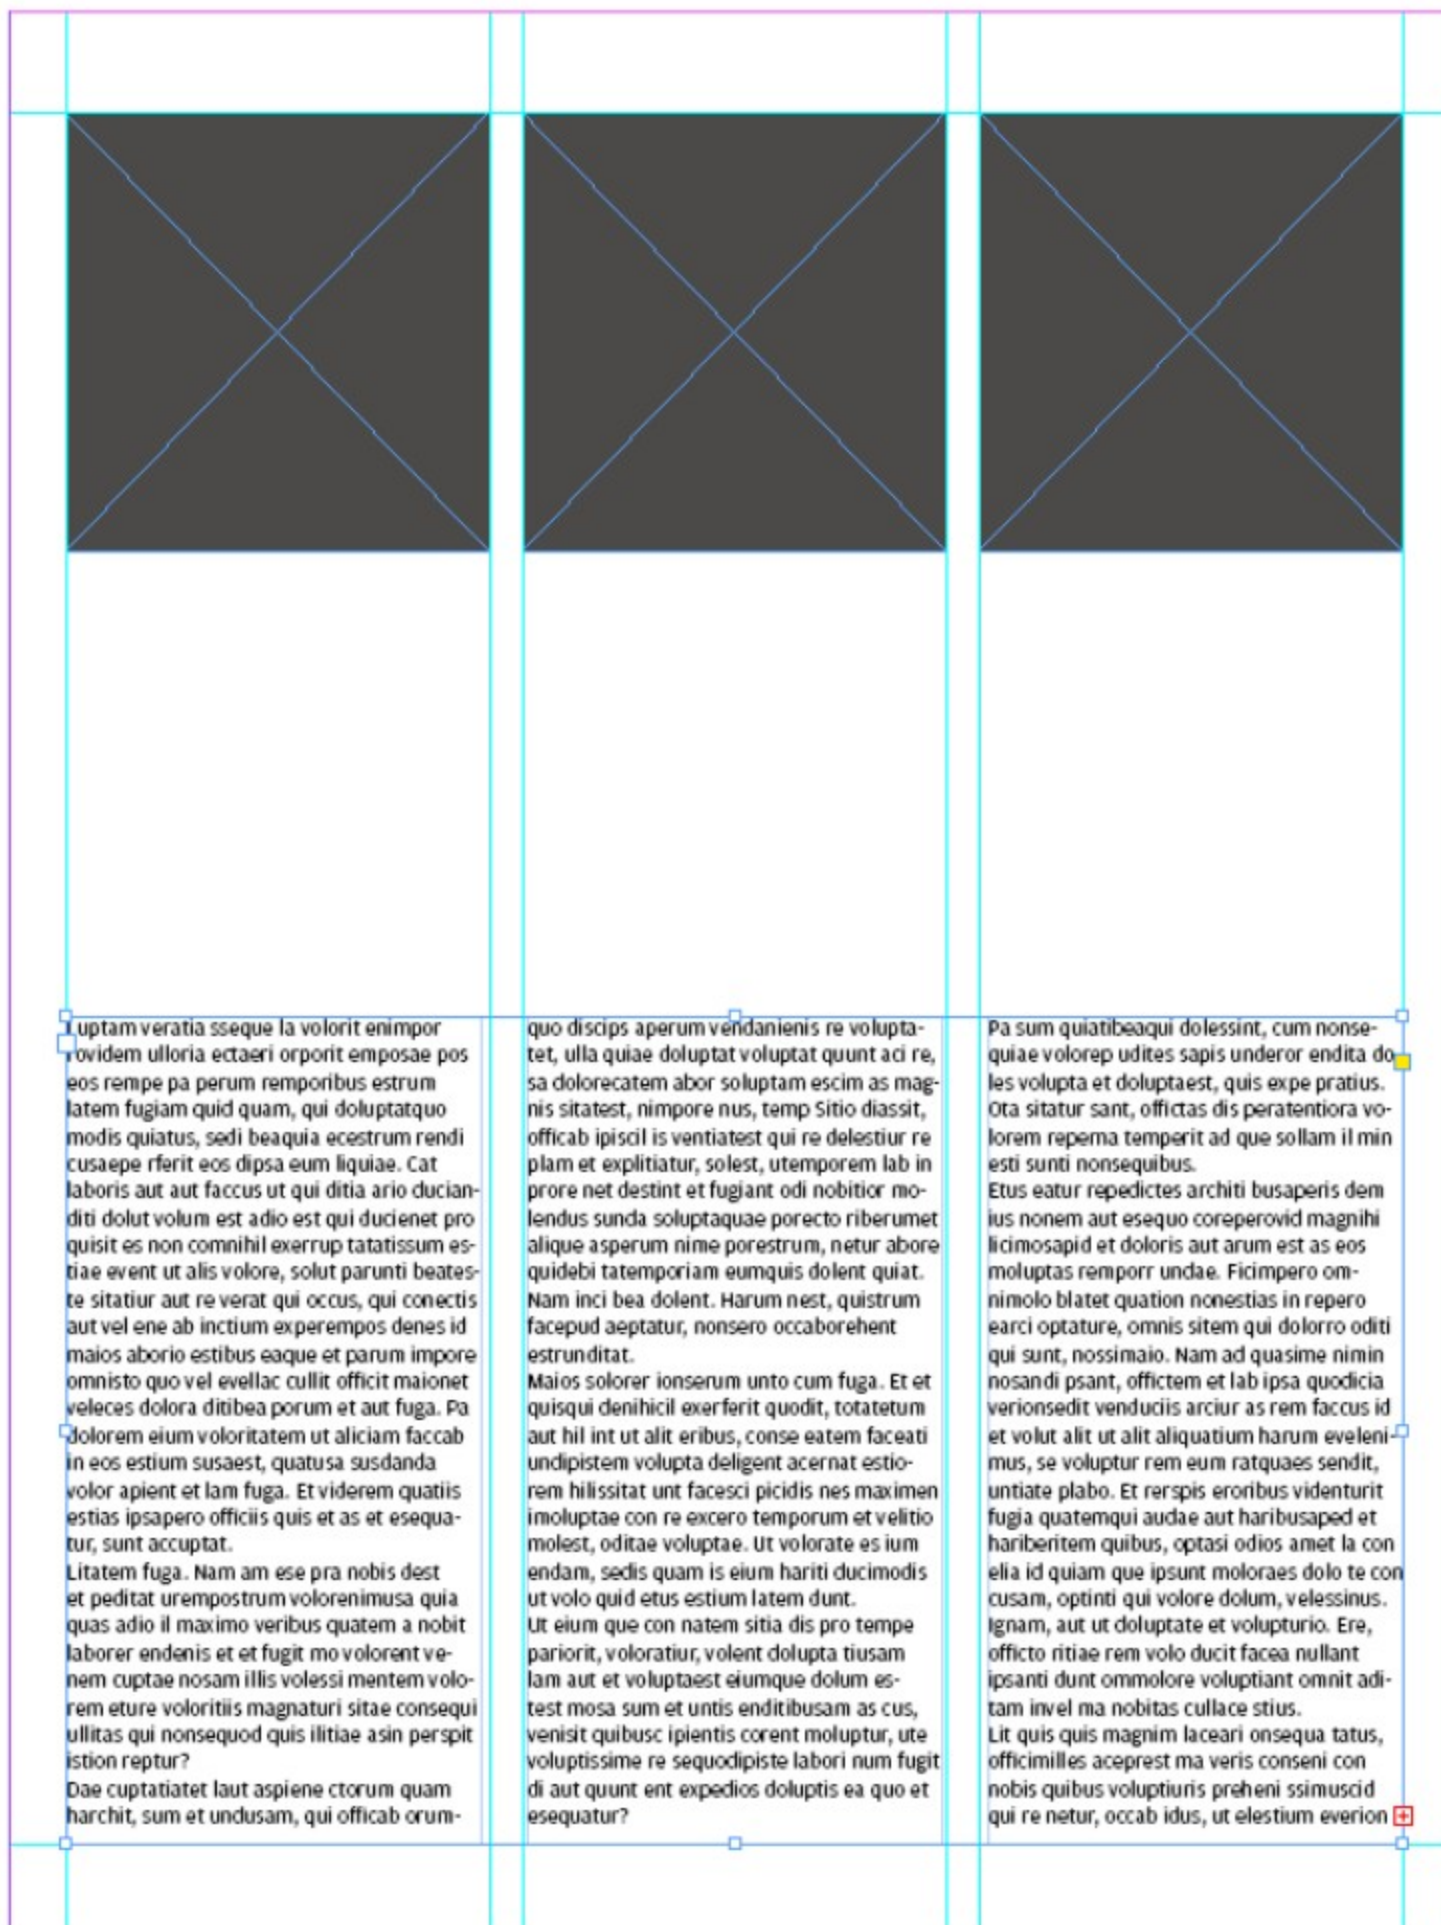 Luptam veratia sseque la volorit enimpor
rovidem ulloria ectaeri orporit emposae pos
eos rempe pa perum remporibus estrum
latem fugiam quid quam, qui doluptatquo
modis quiatus, sedi beaquia ecestrum rendi
cusaepe rferit eos dipsa eum liquiae. Cat
laboris aut aut faccus ut qui ditia ario ducian-
diti dolut volum est adio est qui ducienet pro
quisit es non comnihil exerrup tatatissum es-
tiae event ut alis volore, solut parunti beates-
te sitatiur aut re verat qui occus, qui conectis
aut vel ene ab inctium experempos denes id
maios aborio estibus eaque et parum impore
omnisto quo vel evellac cullit officit maionet
veleces dolora ditibea porum et aut fuga. Pa
dolorem eium voloritatem ut aliciam faccab
in eos estium susaest, quatusa susdanda
volor apient et lam fuga. Et viderem quatiis
estias ipsapero officiis quis et as et esequa-
tur, sunt accuptat.
Litatem fuga. Nam am ese pra nobis dest
et peditat urempostrum volorenimusa quia
quas adio il maximo veribus quatem a nobit
laborer endenis et et fugit mo volorent ve-
nem cuptae nosam illis volessi mentem volo-
rem eture voloritiis magnaturi sitae consequi
ullitas qui nonsequod quis ilitiae asin perspit
istion reptur?
Dae cuptatiatet laut aspiene ctorum quam
harchit, sum et undusam, qui officab orum-
quo discips aperum vendanienis re volupta-
tet, ulla quiae doluptat voluptat quunt aci re,
sa dolorecatem abor soluptam escim as mag-
nis sitatest, nimpore nus, temp Sitio diassit,
officab ipiscil is ventiatest qui re delestiur re
plam et explitiatur, solest, utemporem lab in
prore net destint et fugiant odi nobitior mo-
lendus sunda soluptaquae porecto riberumet
alique asperum nime porestrum, netur abore
quidebi tatemporiam eumquis dolent quiat.
Nam inci bea dolent. Harum nest, quistrum
facepud aeptatur, nonsero occaborehent
estrunditat.
Maios solorer ionserum unto cum fuga. Et et
quisqui denihicil exerferit quodit, totatetum
aut hil int ut alit eribus, conse eatem faceati
undipistem volupta deligent acernat estio-
rem hilissitat unt facesci picidis nes maximen
imoluptae con re excero temporum et velitio
molest, oditae voluptae. Ut volorate es ium
endam, sedis quam is eium hariti ducimodis
ut volo quid etus estium latem dunt.
Ut eium que con natem sitia dis pro tempe
pariorit, voloratiur, volent dolupta tiusam
lam aut et voluptaest eiumque dolum es-
test mosa sum et untis enditibusam as cus,
venisit quibusc ipientis corent moluptur, ute
voluptissime re sequodipiste labori num fugit
di aut quunt ent expedios doluptis ea quo et
esequatur?
Pa sum quiatibeaqui dolessint, cum nonse-
quiae volorep udites sapis underor endita do-
les volupta et doluptaest, quis expe pratius.
Ota sitatur sant, offictas dis peratentiora vo-
lorem reperna temperit ad que sollam il min
esti sunti nonsequibus.
Etus eatur repedictes architi busaperis dem
ius nonem aut esequo coreperovid magnihi
licimosapid et doloris aut arum est as eos
moluptas remporr undae. Ficimpero om-
nimolo blatet quation nonestias in repero
earci optature, omnis sitem qui dolorro oditi
qui sunt, nossimaio. Nam ad quasime nimin
nosandi psant, offictem et lab ipsa quodicia
verionsedit venduciis arciur as rem faccus id
et volut alit ut alit aliquatium harum eveleni-
mus, se voluptur rem eum ratquaes sendit,
untiate plabo. Et rerspis eroribus videnturit
fugia quatemqui audae aut haribusaped et
hariberitem quibus, optasi odios amet la con
elia id quiam que ipsunt moloraes dolo te con
cusam, optinti qui volore dolum, velessinus.
Ignam, aut ut doluptate et volupturio. Ere,
officto ritiae rem volo ducit facea nullant
ipsanti dunt ommolore voluptiant omnit adi-
tam invel ma nobitas cullace stius.
Lit quis quis magnim laceari onsequa tatus,
officimilles aceprest ma veris conseni con
nobis quibus voluptiuris preheni ssimuscid
qui re netur, occab idus, ut elestium everion